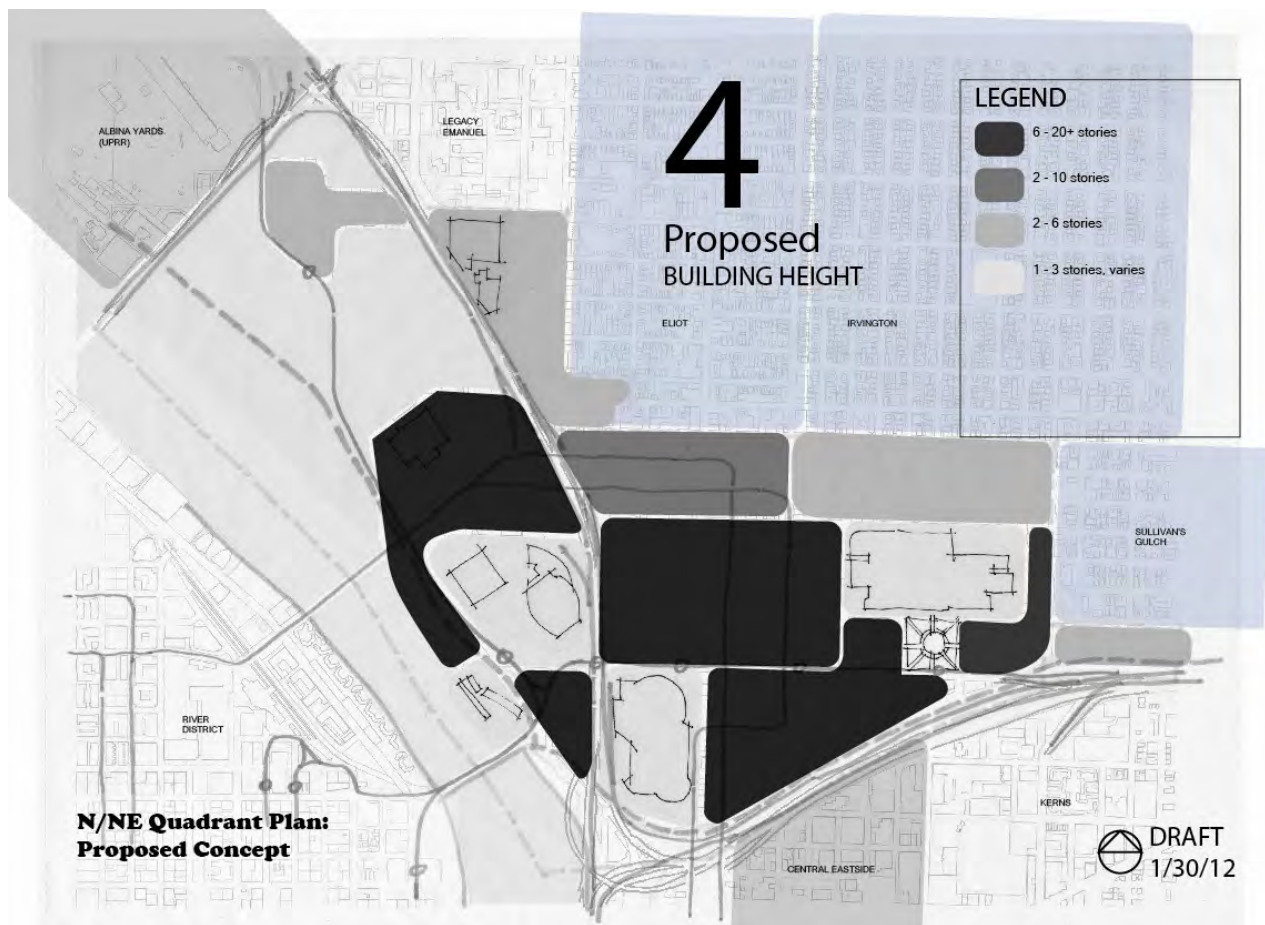 ALBINA YARDS
(UPRR)
LEGACY
EMANUEL
4
Proposed
BUILDING HEIGHT
LEGEND
6 - 20+ stories
2 - 10 stories
2 - 6 stories
1 - 3 stories, varies
ELIOT
IRVINGTON
SULLIVAN'S
GULCH
RIVER
DISTRICT
KERNS
CENTRAL EASTSIDE
N/NE Quadrant Plan:
Proposed Concept
DRAFT
1/30/12